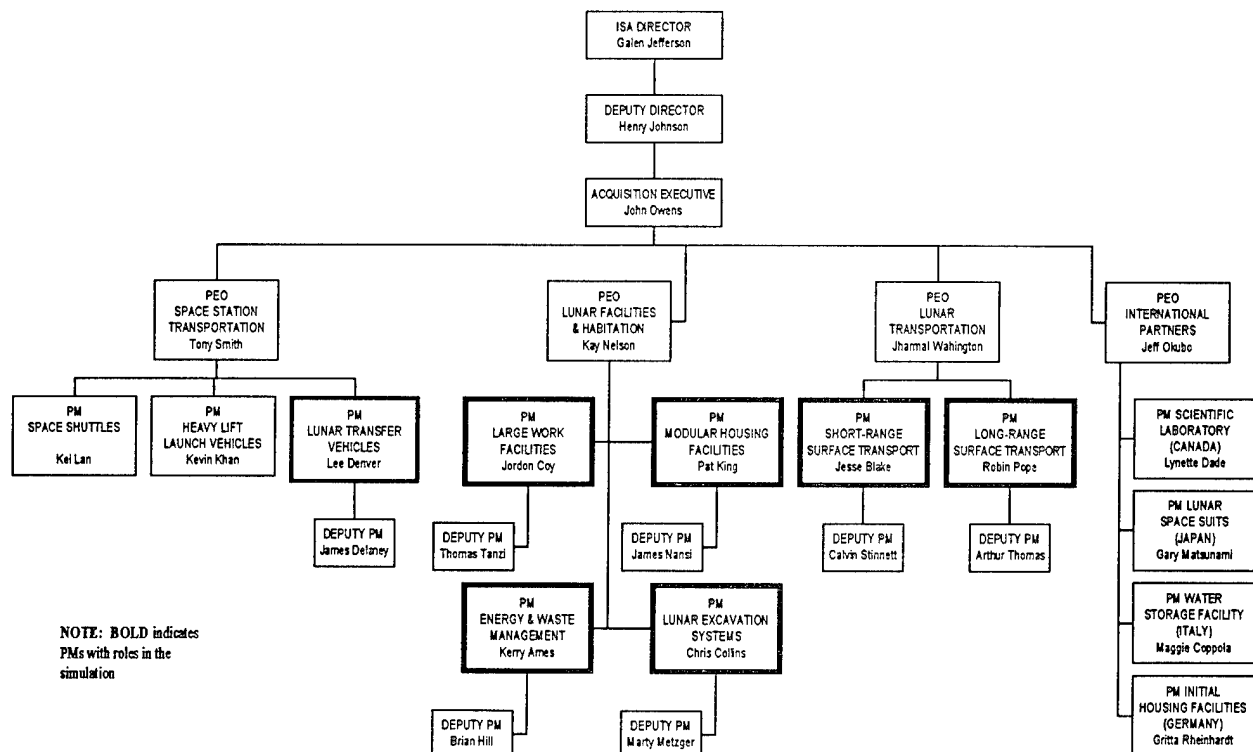 ISA DIRECTOR
Galen Jefferson
DEPUTY DIRECTOR
Henry Johnson
ACQUISITION EXECUTIVE
John Owens
PEO
SPACE STATION
TRANSPORTATION
Tony Smith
PEO
LUNAR FACILITIES
& HABITATION
Kay Nelson
PEO
LUNAR
TRANSPORTATION
Jharmal Wahington
PEO
INTERNATIONAL
PARTNERS
Jeff Okubo
PM
SPACE SHUTTLES
Kei Lan
PM
HEAVY LIFT
LAUNCH VEHICLES
Kevin Khan
PM
LUNAR TRANSFER
VEHICLES
Lee Denver
PM
LARGE WORK
FACILITIES
Jordon Coy
PM
MODULAR HOUSING
FACILITIES
Pat King
PM
SHORT-RANGE
SURFACE TRANSPORT
Jesse Blake
PM
LONG-RANGE
SURFACE TRANSPORT
Robin Pope
PM SCIENTIFIC
LABORATORY
(CANADA)
Lynette Dade
DEPUTY PM
James Delaney
DEPUTY PM
Thomas Tanzi
DEPUTY PM
James Nansi
DEPUTY PM
Calvin Stinnett
DEPUTY PM
Arthur Thomas
PM LUNAR
SPACE SUITS
(JAPAN)
Gary Matsunami
PM
ENERGY & WASTE
MANAGEMENT
Kerry Ames
PM
LUNAR EXCAVATION
SYSTEMS
Chris Collins
PM WATER
STORAGE FACILITY
(ITALY)
Maggie Coppola
NOTE: BOLD indicates
PMs with roles in the
simulation
DEPUTY PM
Brian Hill
DEPUTY PM
Marty Metzger
PM INITIAL
HOUSING FACILITIES
(GERMANY)
Gritta Rheinhardt